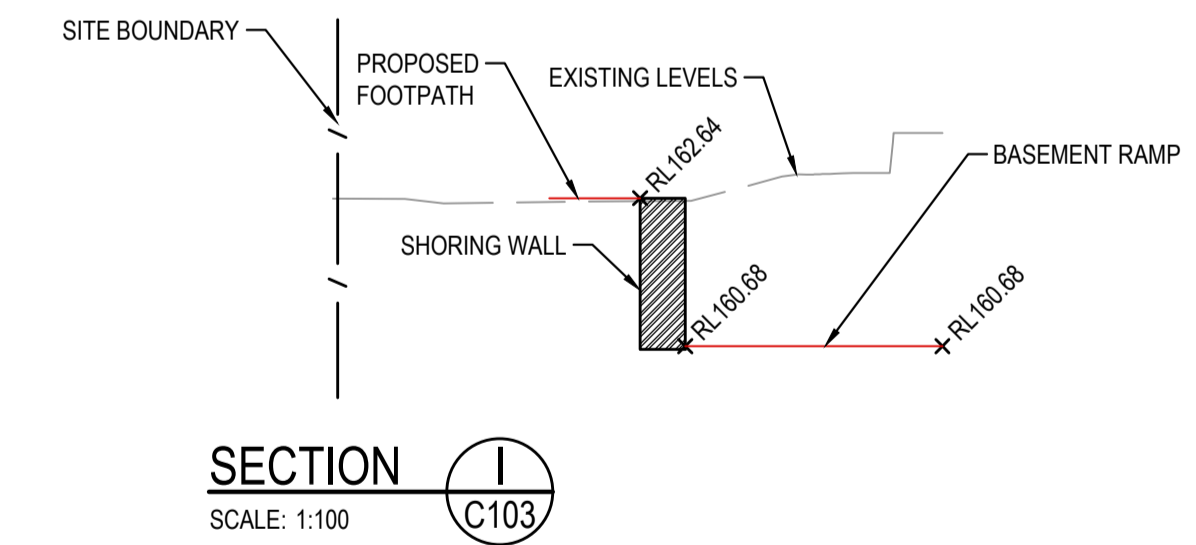 SITE BOUNDARY
PROPOSED
FOOTPATH
EXISTING LEVELS
RL162.64
BASEMENT RAMP
SHORING WALL
RL160.68
RL160.68
SECTION
I
SCALE: 1:100
C103